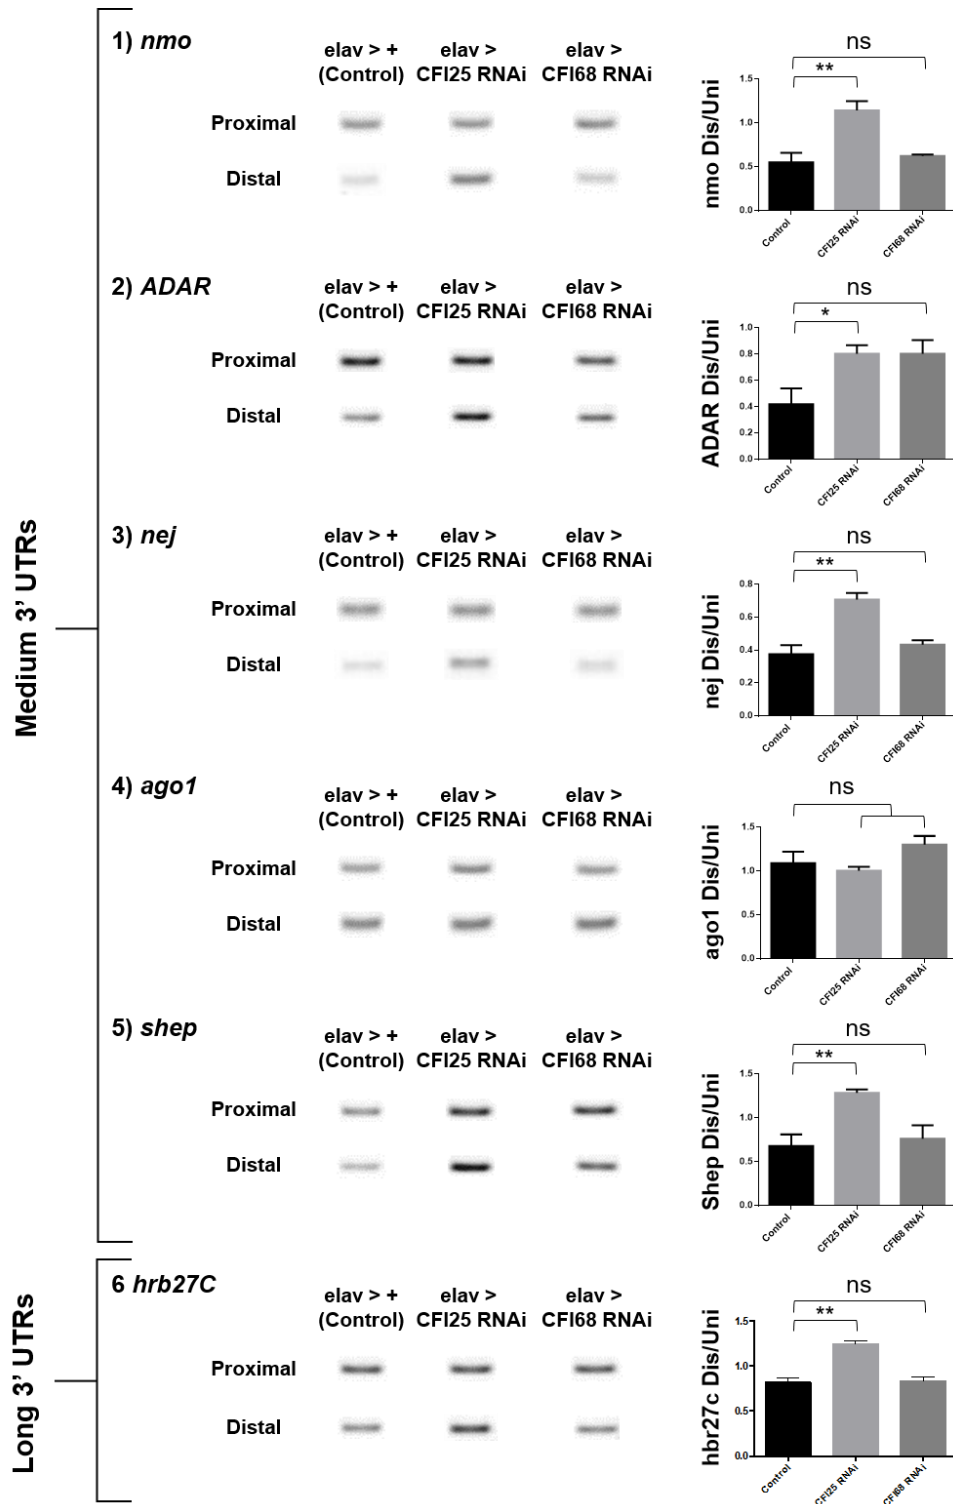 Medium 3' UTRs
1) nmo
elav > + elav > elav >
(Control) CFI25 RNAi CFI68 RNAi
Proximal
Distal
ns
**
nmo Dis/Uni
1.5
1.0
0.5
0.0
Control CFI25 RNAi CFI68 RNAi
2) ADAR
elav > + elav > elav >
(Control) CFI25 RNAi CFI68 RNAi
Proximal
Distal
ns
*
ADAR Dis/Uni
1.0
0.8
0.6
0.4
0.2
0.0
Control CFI25 RNAi CFI68 RNAi
3) nej
elav > + elav > elav >
(Control) CFI25 RNAi CFI68 RNAi
Proximal
Distal
ns
**
nej Dis/Uni
0.8
0.6
0.4
0.2
0.0
Control CFI25 RNAi CFI68 RNAi
4) ago1
elav > + elav > elav >
(Control) CFI25 RNAi CFI68 RNAi
Proximal
Distal
ns
ago1 Dis/Uni
1.5
1.0
0.5
0.0
Control CFI25 RNAi CFI68 RNAi
5) shep
elav > + elav > elav >
(Control) CFI25 RNAi CFI68 RNAi
Proximal
Distal
ns
**
Shep Dis/Uni
1.5
1.0
0.5
0.0
Control CFI25 RNAi CFI68 RNAi
Long 3' UTRs
6 hrb27C
elav > + elav > elav >
(Control) CFI25 RNAi CFI68 RNAi
Proximal
Distal
ns
**
hbr27c Dis/Uni
1.5
1.0
0.5
0.0
Control CFI25 RNAi CFI68 RNAi